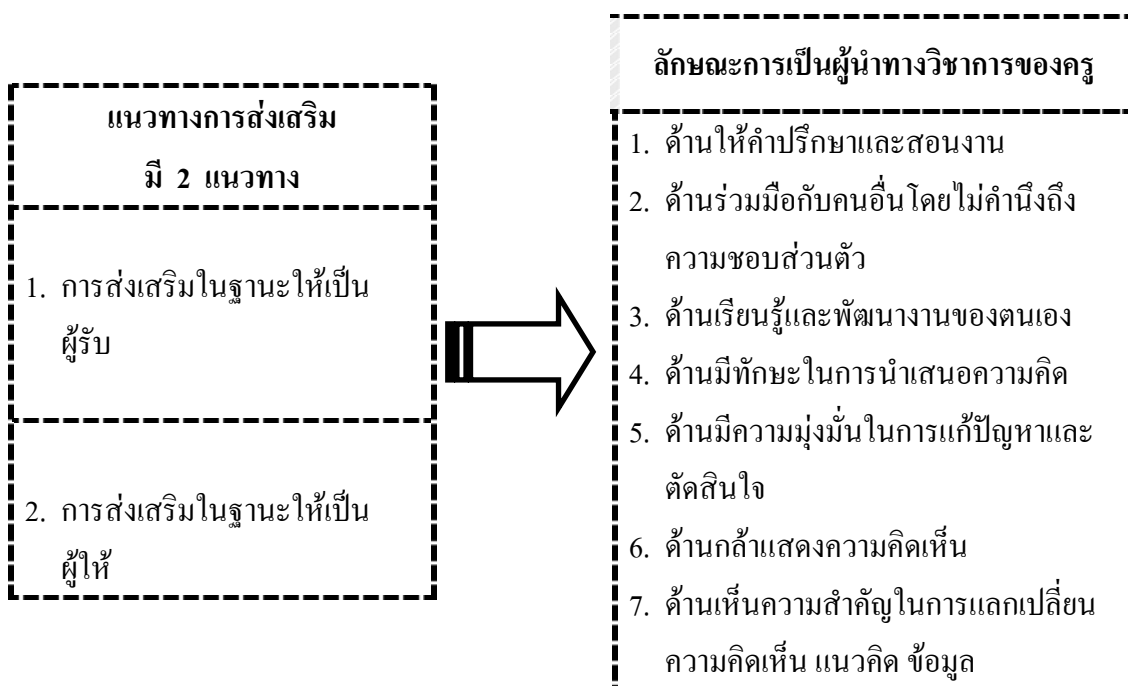 แนวทางการส่งเสริม
มี 2 แนวทาง
1. การส่งเสริมในฐานะให้เป็น
ผู้รับ
2. การส่งเสริมในฐานะให้เป็น
ผู้ให้
ลักษณะการเป็นผู้นำทางวิชาการของครู
1. ด้านให้คำปรึกษาและสอนงาน
2. ด้านร่วมมือกับคนอื่นโดยไม่คำนึงถึง
ความชอบส่วนตัว
3. ด้านเรียนรู้และพัฒนางานของตนเอง
4. ด้านมีทักษะในการนำเสนอความคิด
5. ด้านมีความมุ่งมั่นในการแก้ปัญหาและ
ตัดสินใจ
6. ด้านกล้าแสดงความคิดเห็น
7. ด้านเห็นความสำคัญในการแลกเปลี่ยน
ความคิดเห็น แนวคิด ข้อมูล